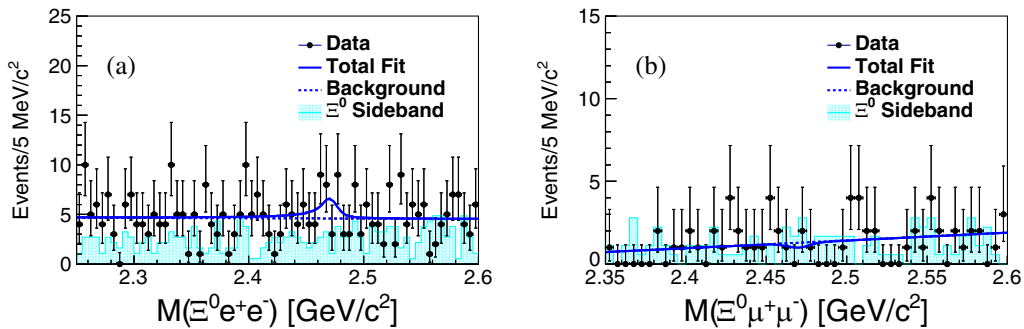 25
20
15
10
5
0
Events/5 MeV/c²
(a)
Data
Total Fit
Background
Ξ⁰ Sideband
2.3
2.4
2.5
2.6
M(Ξ⁰e⁺e⁻) [GeV/c²]
15
10
5
0
Events/5 MeV/c²
(b)
Data
Total Fit
Background
Ξ⁰ Sideband
2.35
2.4
2.45
2.5
2.55
2.6
M(Ξ⁰μ⁺μ⁻) [GeV/c²]